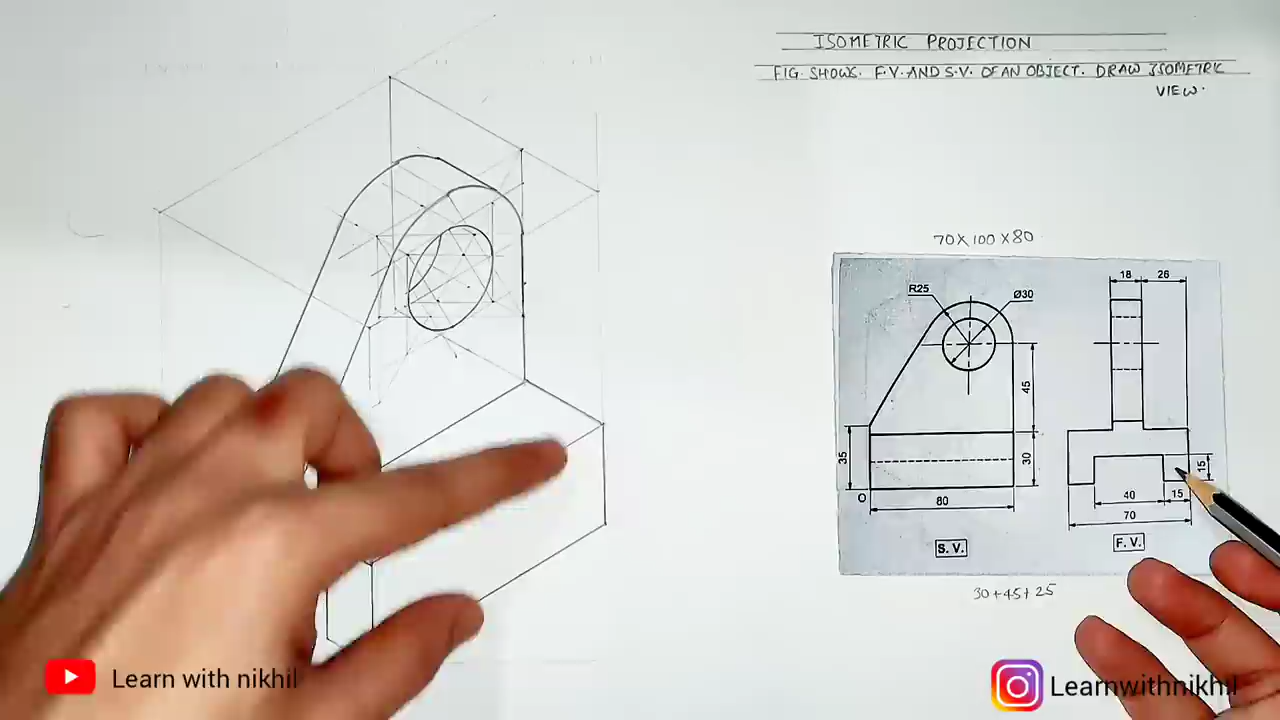 ISOMETRIC PROJECTION
FIG SHOWS. F.V. AND S.V. OF AN OBJECT. DRAW ISOMETRIC
VIEW.
70 X 100 X 80
18 26
R25 Ø30
45
35 30 15
O
80
40 15
70
S. V. F. V.
30+45+25
Learn with nikhil
Learnwithnikhil